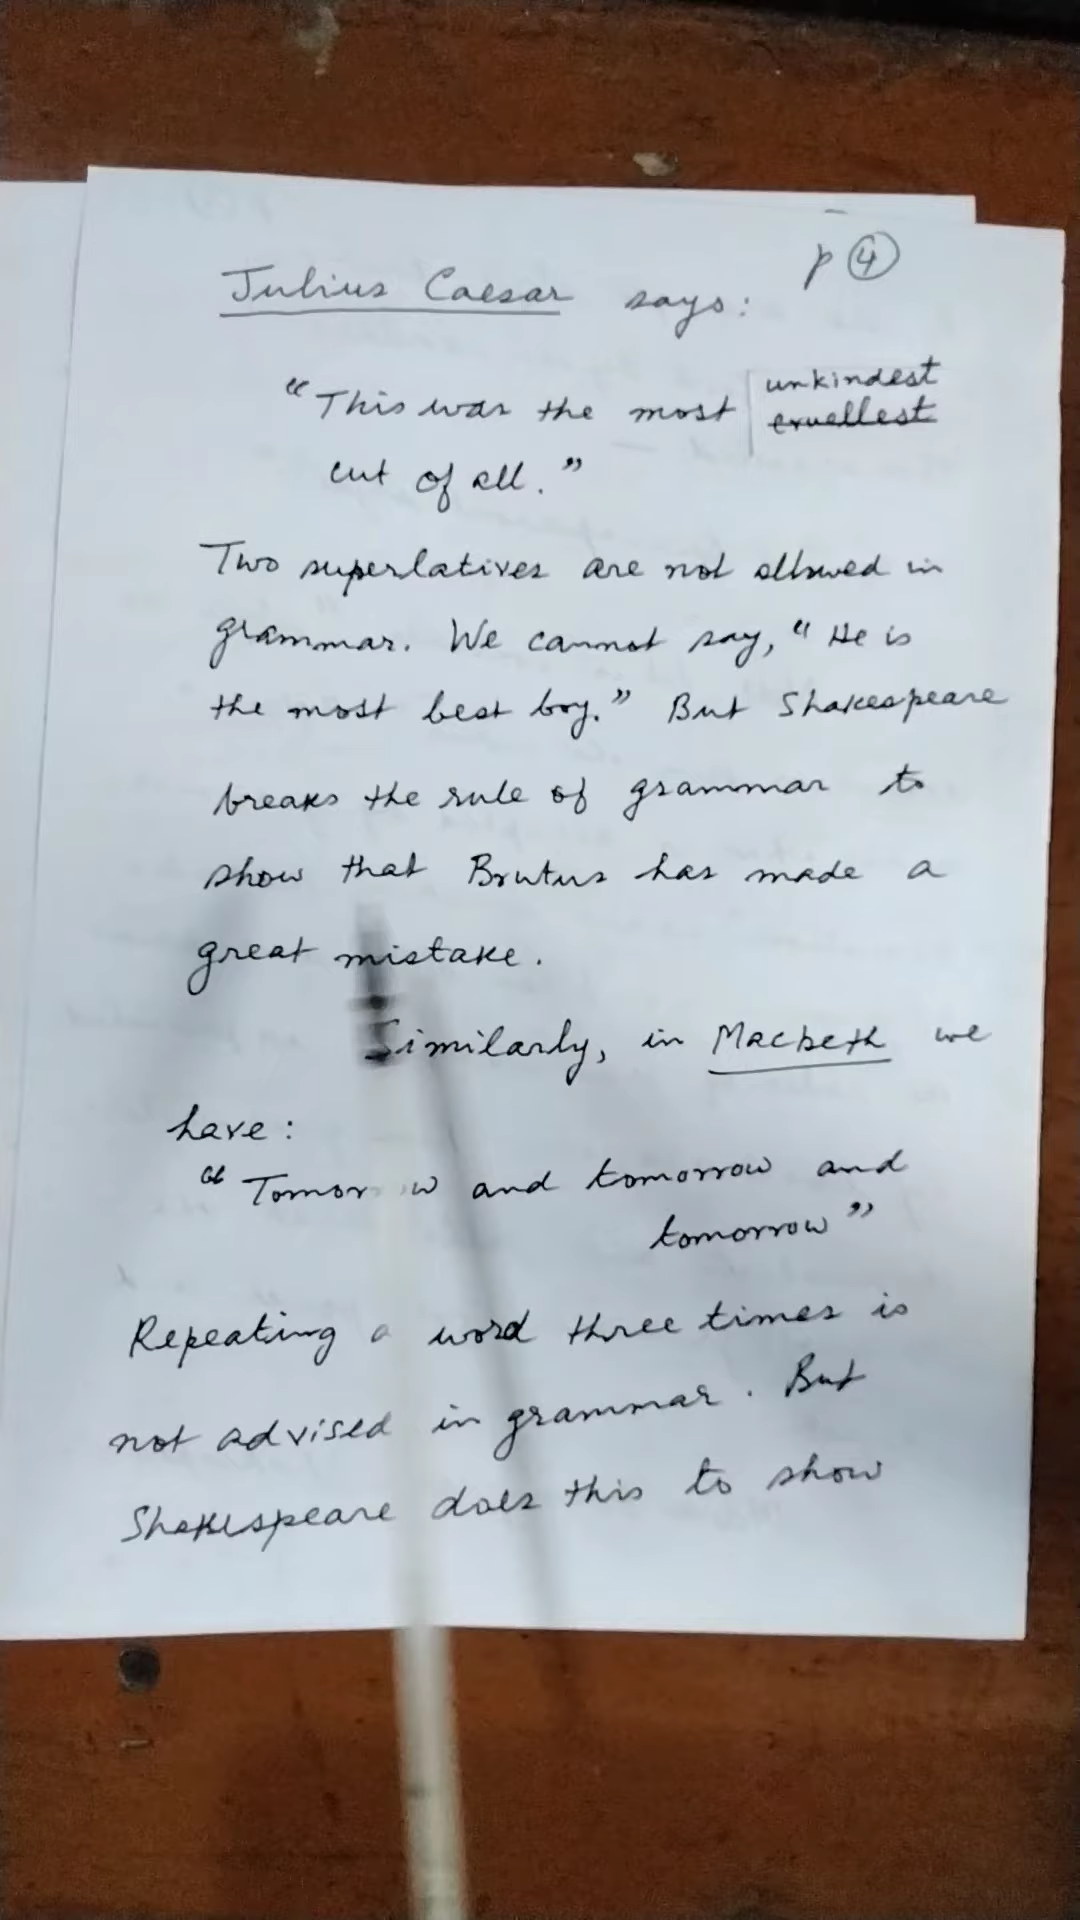 p 4
Julius Caesar says:
"This was the most unkindest
cruellest
cut of all."
Two superlatives are not allowed in
grammar. We cannot say, "He is
the most best boy." But Shakespeare
breaks the rule of grammar to
show that Brutus has made a
great mistake.
Similarly, in Macbeth we
have:
"Tomorrow and tomorrow and
tomorrow"
Repeating a word three times is
not advised in grammar. But
Shakespeare does this to show